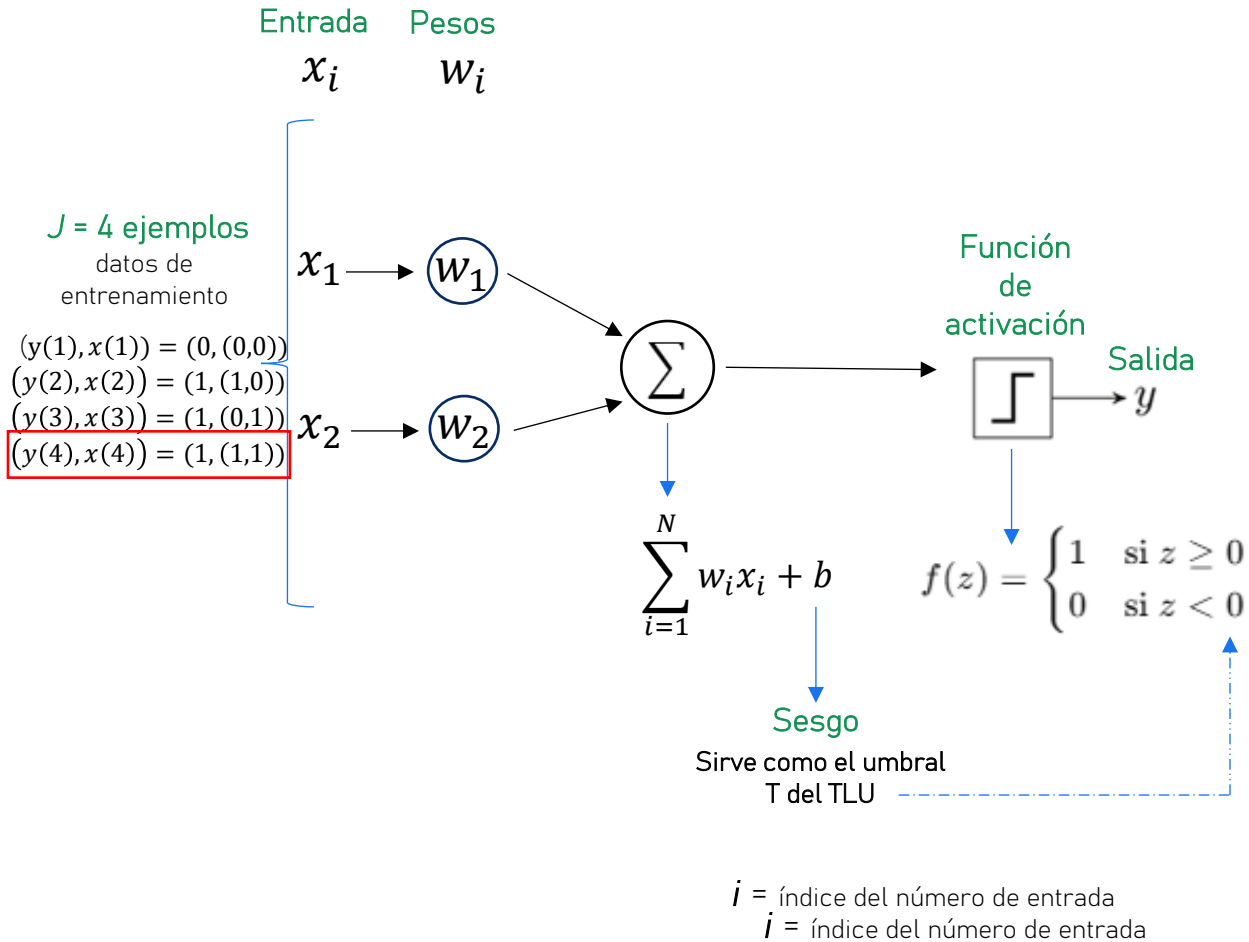 Entrada Pesos
x_i w_i
J = 4 ejemplos
datos de
entrenamiento
(y(1), x(1)) = (0, (0,0))
(y(2), x(2)) = (1, (1,0))
(y(3), x(3)) = (1, (0,1))
(y(4), x(4)) = (1, (1,1))
x_1 w_1
x_2 w_2
∑
∑_{i=1}^{N} w_i x_i + b
Función
de
activación
Salida
y
f(z) = { 1 si z ≥ 0
0 si z < 0
Sesgo
Sirve como el umbral
T del TLU
i = índice del número de entrada
i = índice del número de entrada